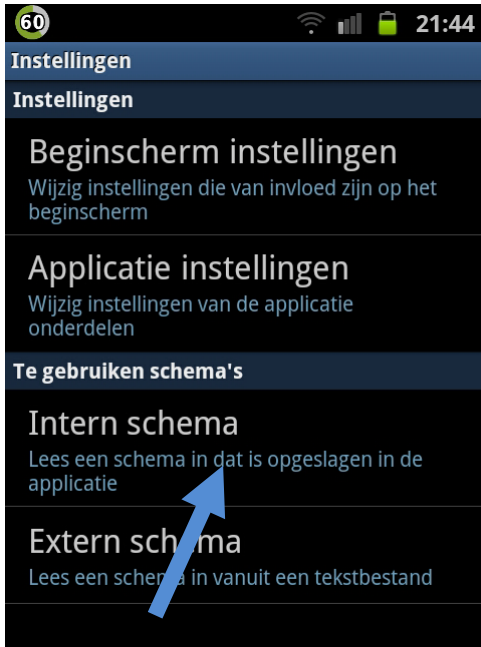 60
21:44
Instellingen
Instellingen
Beginscherm instellingen
Wijzig instellingen die van invloed zijn op het
beginscherm
Applicatie instellingen
Wijzig instellingen van de applicatie
onderdelen
Te gebruiken schema's
Intern schema
Lees een schema in dat is opgeslagen in de
applicatie
Extern schema
Lees een schema in vanuit een tekstbestand